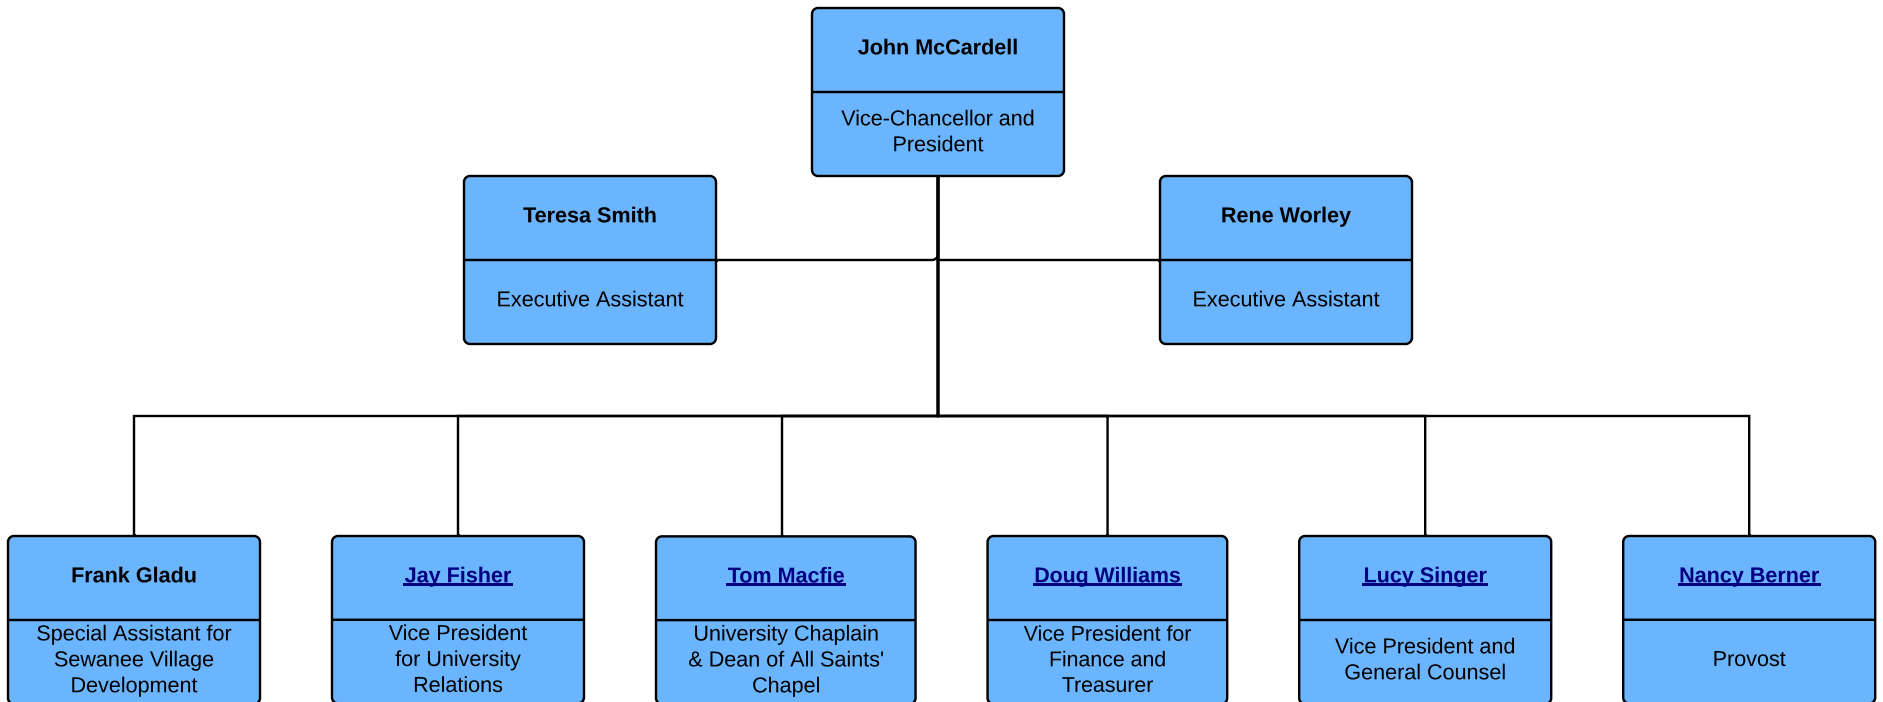 John McCardell
Vice-Chancellor and
President
Teresa Smith
Executive Assistant
Rene Worley
Executive Assistant
Frank Gladu
Special Assistant for
Sewanee Village
Development
Jay Fisher
Vice President
for University
Relations
Tom Macfie
University Chaplain
& Dean of All Saints'
Chapel
Doug Williams
Vice President for
Finance and
Treasurer
Lucy Singer
Vice President and
General Counsel
Nancy Berner
Provost